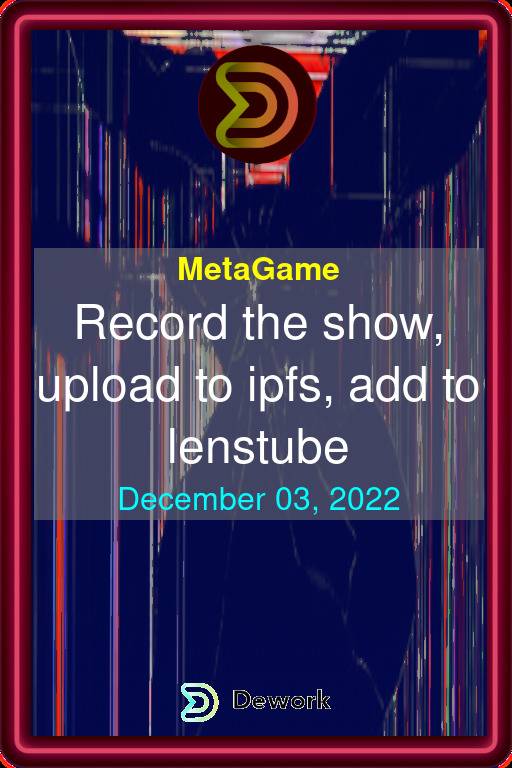 MetaGame
Record the show,
upload to ipfs, add to
lenstube
December 03, 2022
Dework